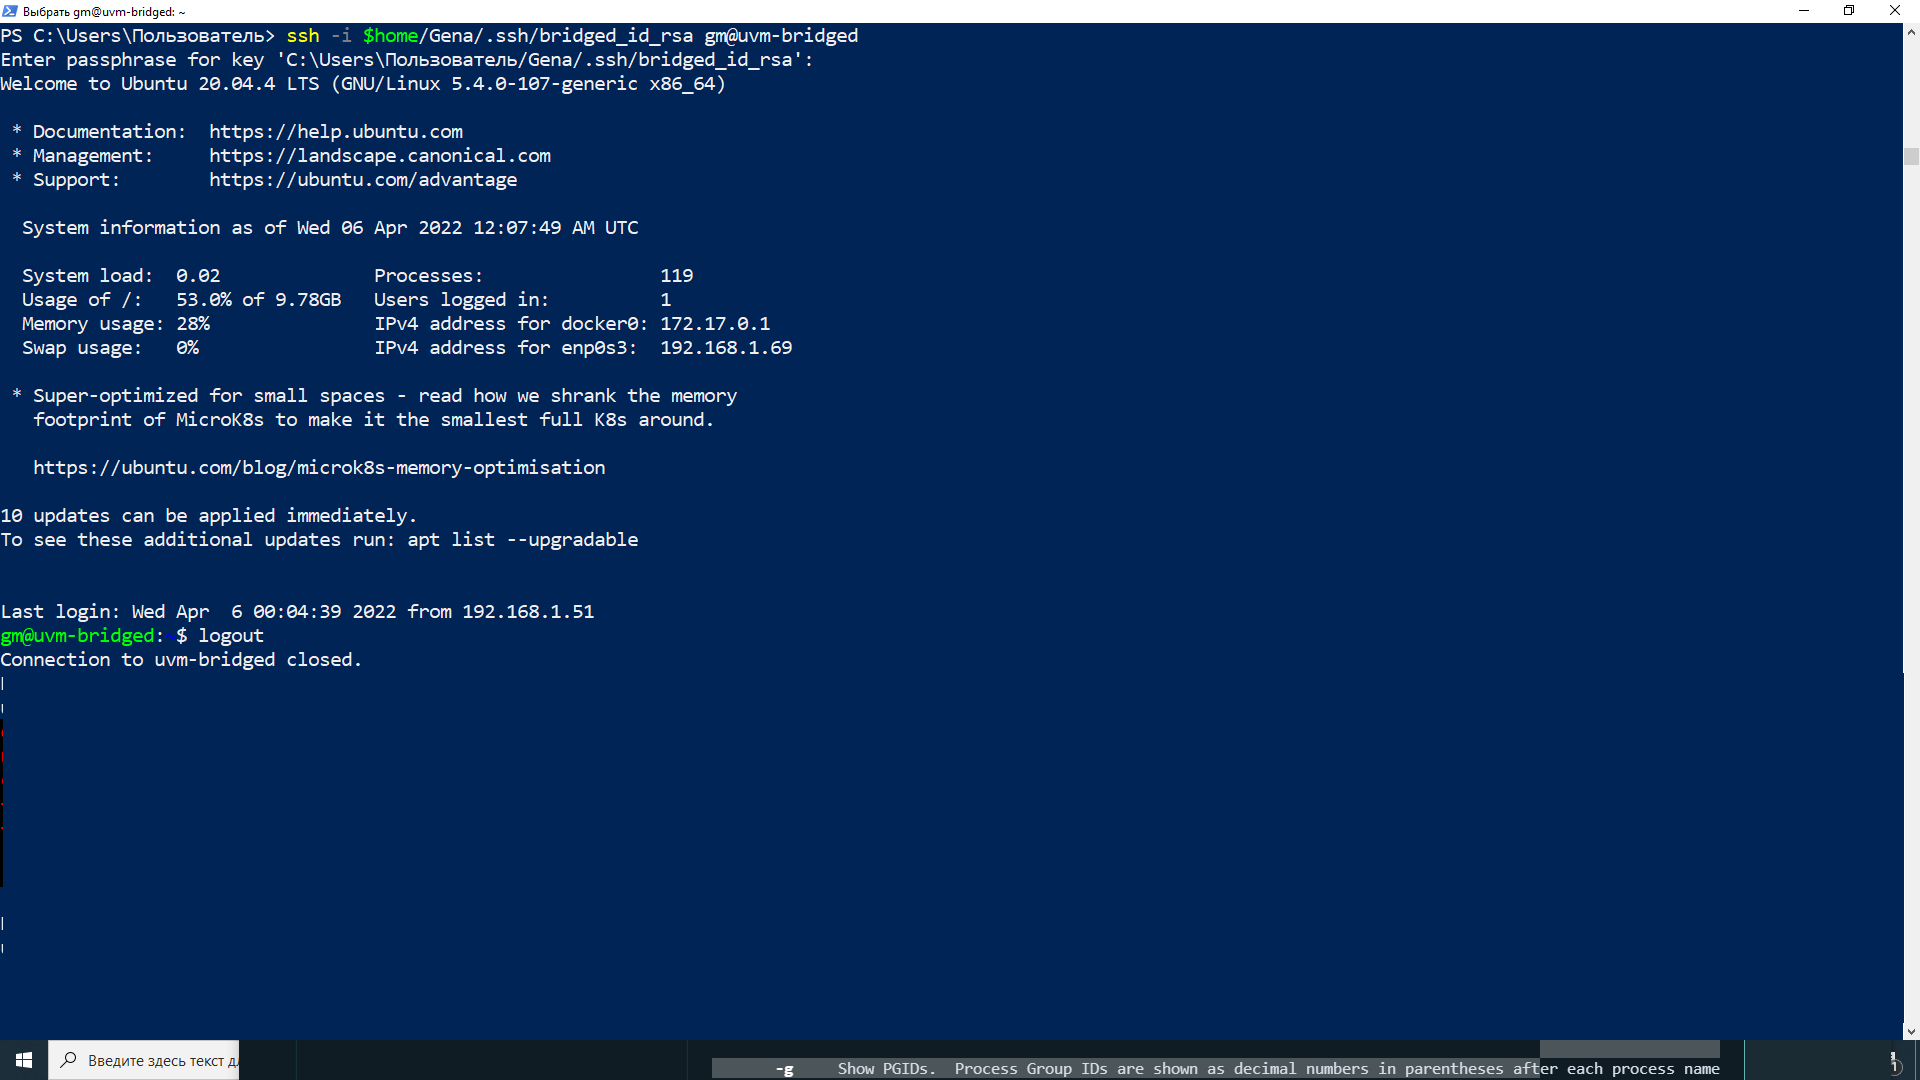 Выбрать gm@uvm-bridged: ~
PS C:\Users\Пользователь> ssh -i $home/Gena/.ssh/bridged_id_rsa gm@uvm-bridged
Enter passphrase for key 'C:\Users\Пользователь/Gena/.ssh/bridged_id_rsa':
Welcome to Ubuntu 20.04.4 LTS (GNU/Linux 5.4.0-107-generic x86_64)
* Documentation:  https://help.ubuntu.com
* Management:     https://landscape.canonical.com
* Support:        https://ubuntu.com/advantage
System information as of Wed 06 Apr 2022 12:07:49 AM UTC
System load:  0.02              Processes:                119
Usage of /:   53.0% of 9.78GB   Users logged in:          1
Memory usage: 28%               IPv4 address for docker0: 172.17.0.1
Swap usage:   0%                IPv4 address for enp0s3:  192.168.1.69
* Super-optimized for small spaces - read how we shrank the memory
footprint of MicroK8s to make it the smallest full K8s around.
https://ubuntu.com/blog/microk8s-memory-optimisation
10 updates can be applied immediately.
To see these additional updates run: apt list --upgradable
Last login: Wed Apr  6 00:04:39 2022 from 192.168.1.51
gm@uvm-bridged:~$ logout
Connection to uvm-bridged closed.
Введите здесь текст
-g     Show PGIDs.  Process Group IDs are shown as decimal numbers in parentheses after each process name
1